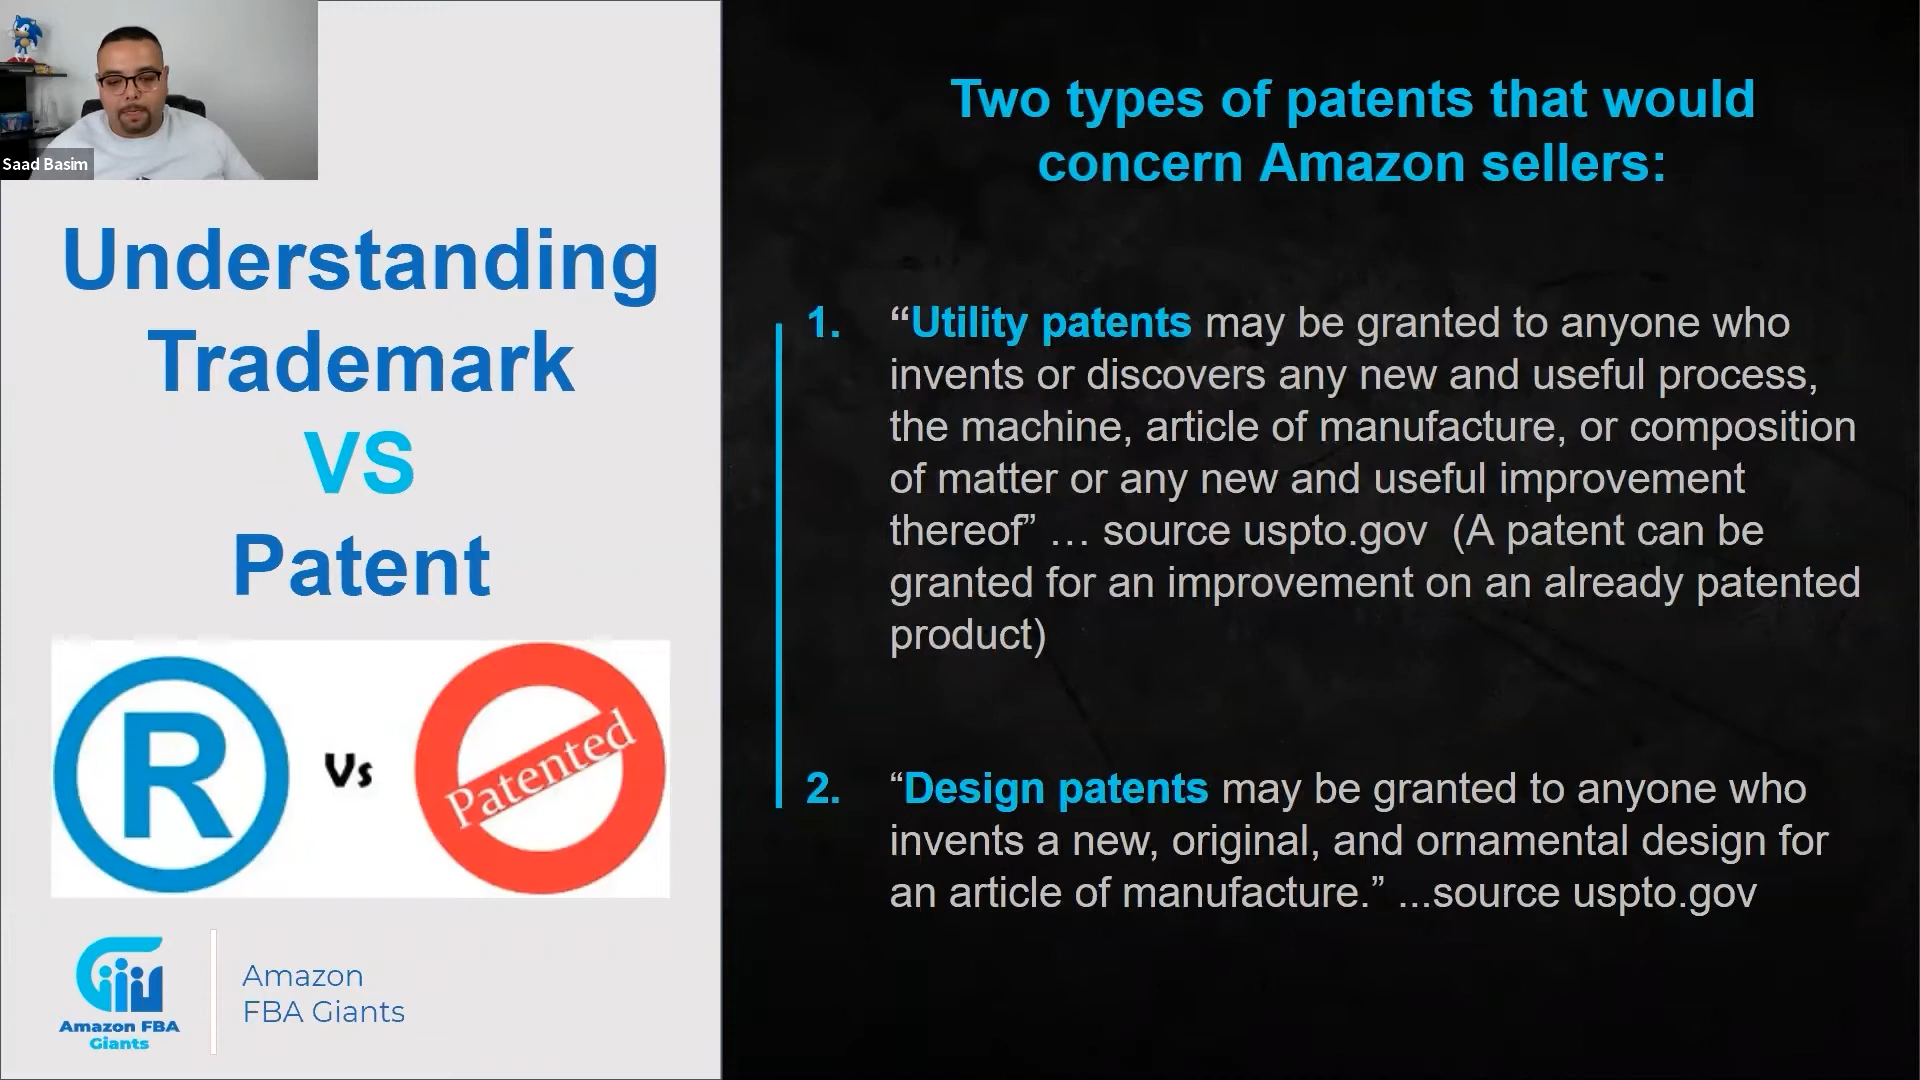 Saad Basim
Understanding
Trademark
VS
Patent
R
Vs
Patented
Amazon FBA
Giants
Amazon
FBA Giants
Two types of patents that would
concern Amazon sellers:
1. “Utility patents may be granted to anyone who
invents or discovers any new and useful process,
the machine, article of manufacture, or composition
of matter or any new and useful improvement
thereof” … source uspto.gov (A patent can be
granted for an improvement on an already patented
product)
2. “Design patents may be granted to anyone who
invents a new, original, and ornamental design for
an article of manufacture.” ...source uspto.gov